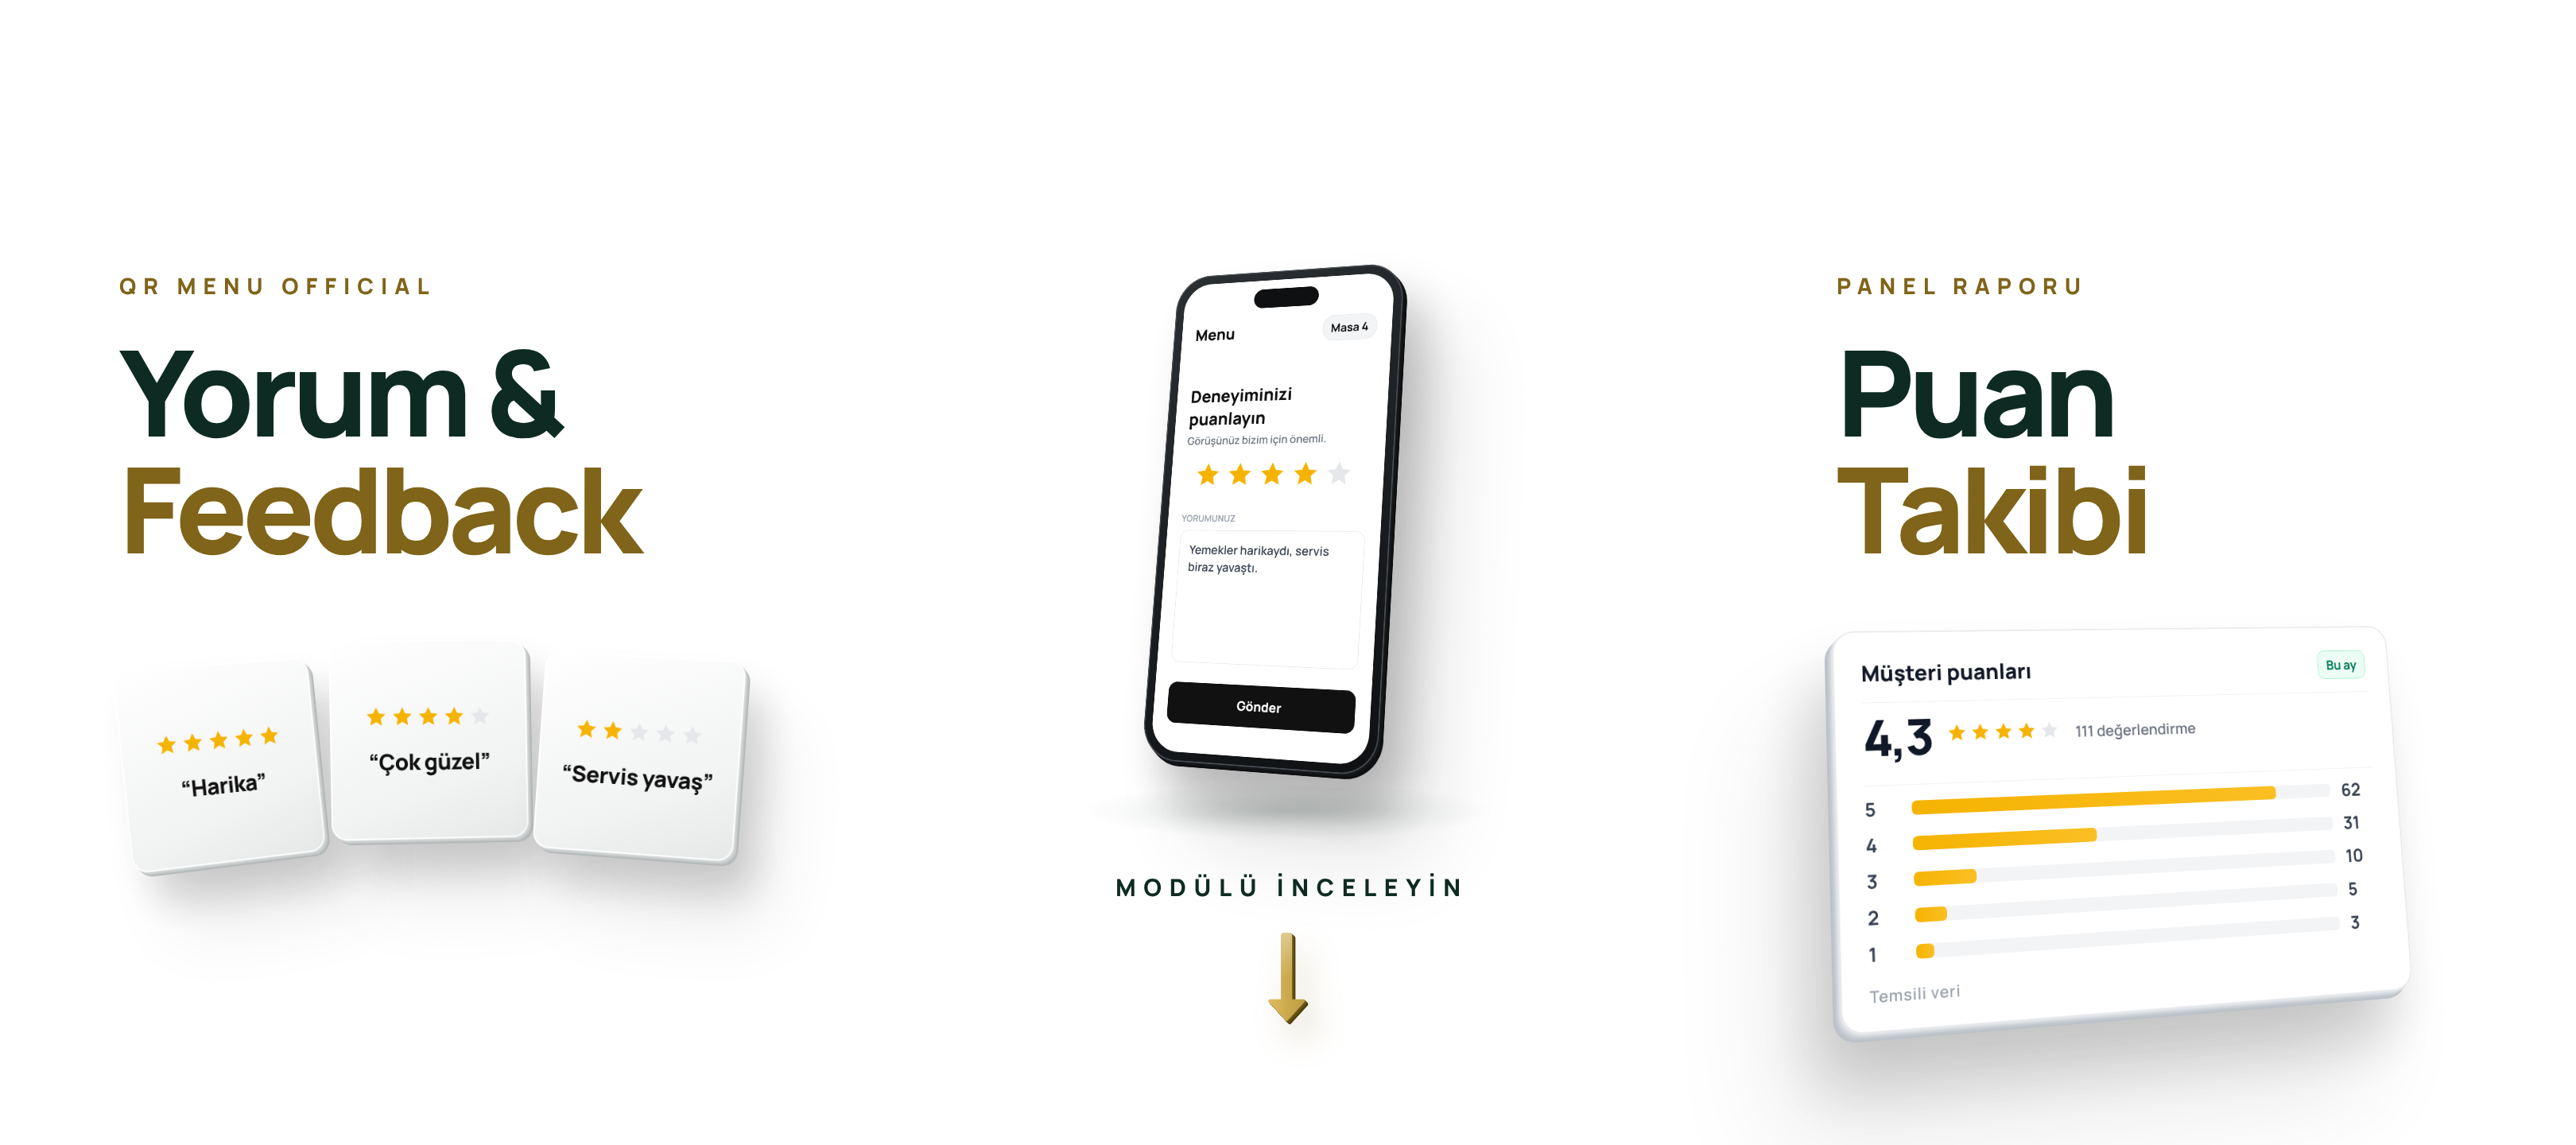 QR MENU OFFICIAL
Yorum &
Feedback
“Harika”
“Çok güzel”
“Servis yavaş”
Menu
Masa 4
Deneyiminizi
puanlayın
Görüşünüz bizim için önemli.
YORUMUNUZ
Yemekler harikaydı, servis
biraz yavaştı.
Gönder
MODÜLÜ İNCELEYİN
PANEL RAPORU
Puan
Takibi
Müşteri puanları
Bu ay
4,3
111 değerlendirme
5 62
4 31
3 10
2 5
1 3
Temsili veri